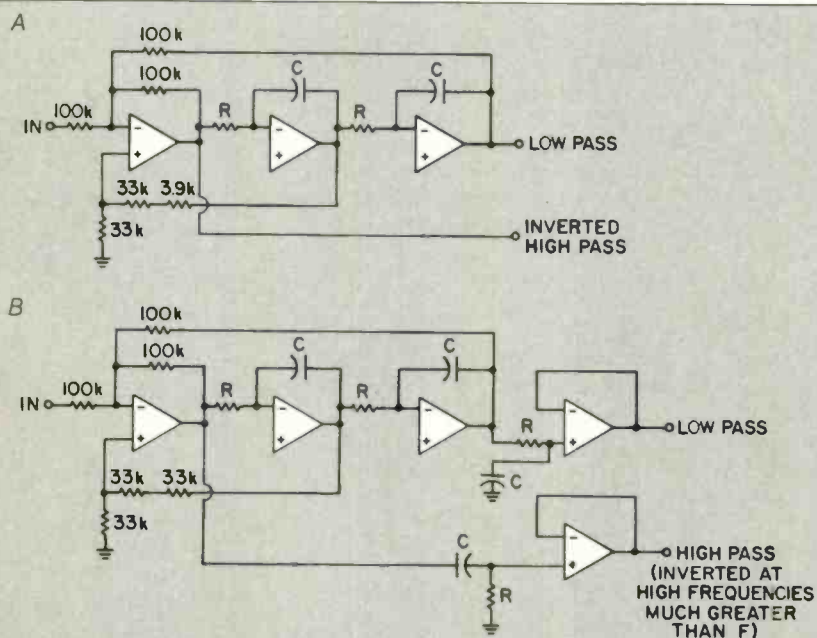 A
100k
100k
C
C
100k
R
R
IN
-
+
-
+
-
+
LOW PASS
33k 3.9k
33k
INVERTED
HIGH PASS
B
100k
100k
C
C
100k
R
R
IN
-
+
-
+
-
+
R
-
+
LOW PASS
C
33k 33k
33k
C
-
+
R
HIGH PASS
(INVERTED AT
HIGH FREQUENCIES
MUCH GREATER
THAN F)